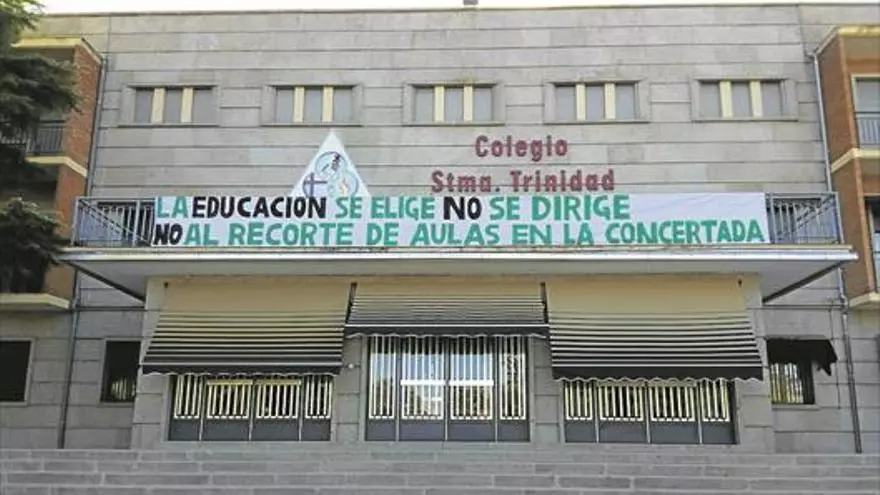 Colegio
Stma. Trinidad
LA EDUCACION SE ELIGE NO SE DIRIGE
NO AL RECORTE DE AULAS EN LA CONCERTADA